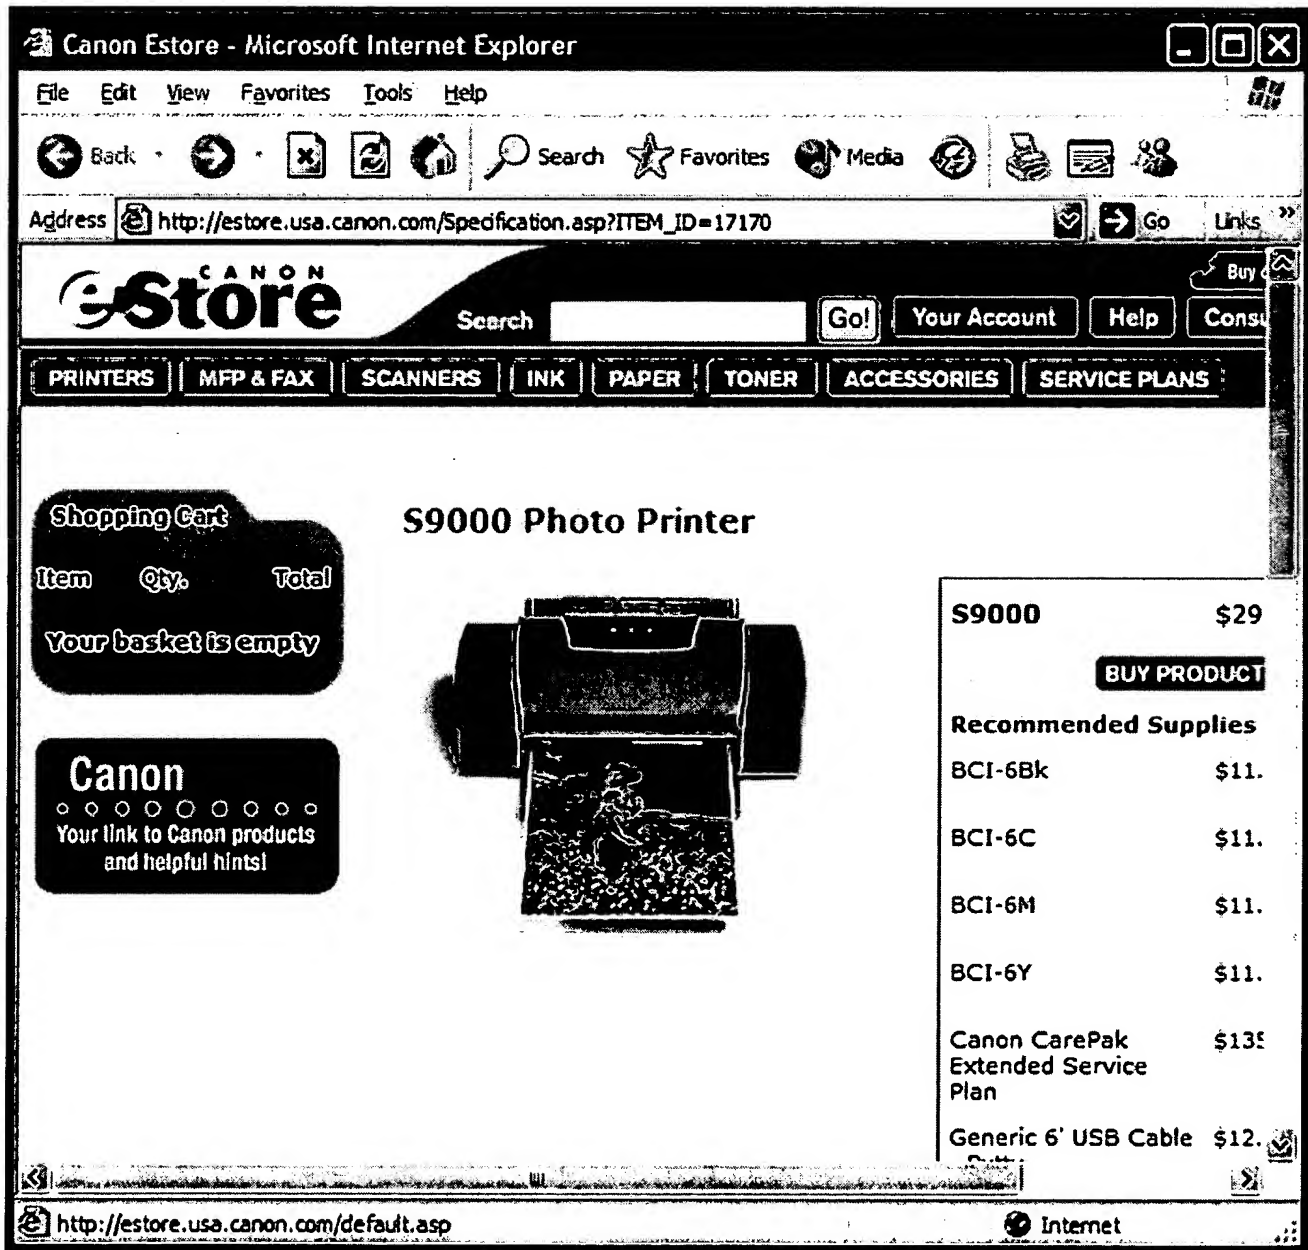 Canon Estore - Microsoft Internet Explorer
File Edit View Favorites Tools Help
Back Search Favorites Media
Address http://estore.usa.canon.com/Specification.asp?ITEM_ID=17170 Go Links »
CANON
eStore
Buy
Search Go! Your Account Help Consu
PRINTERS MFP & FAX SCANNERS INK PAPER TONER ACCESSORIES SERVICE PLANS
Shopping Cart
Item Qty. Total
Your basket is empty
Canon
Your link to Canon products
and helpful hints!
S9000 Photo Printer
S9000 $29
BUY PRODUCT
Recommended Supplies
BCI-6Bk $11.
BCI-6C $11.
BCI-6M $11.
BCI-6Y $11.
Canon CarePak $135
Extended Service
Plan
Generic 6' USB Cable $12.
http://estore.usa.canon.com/default.asp Internet